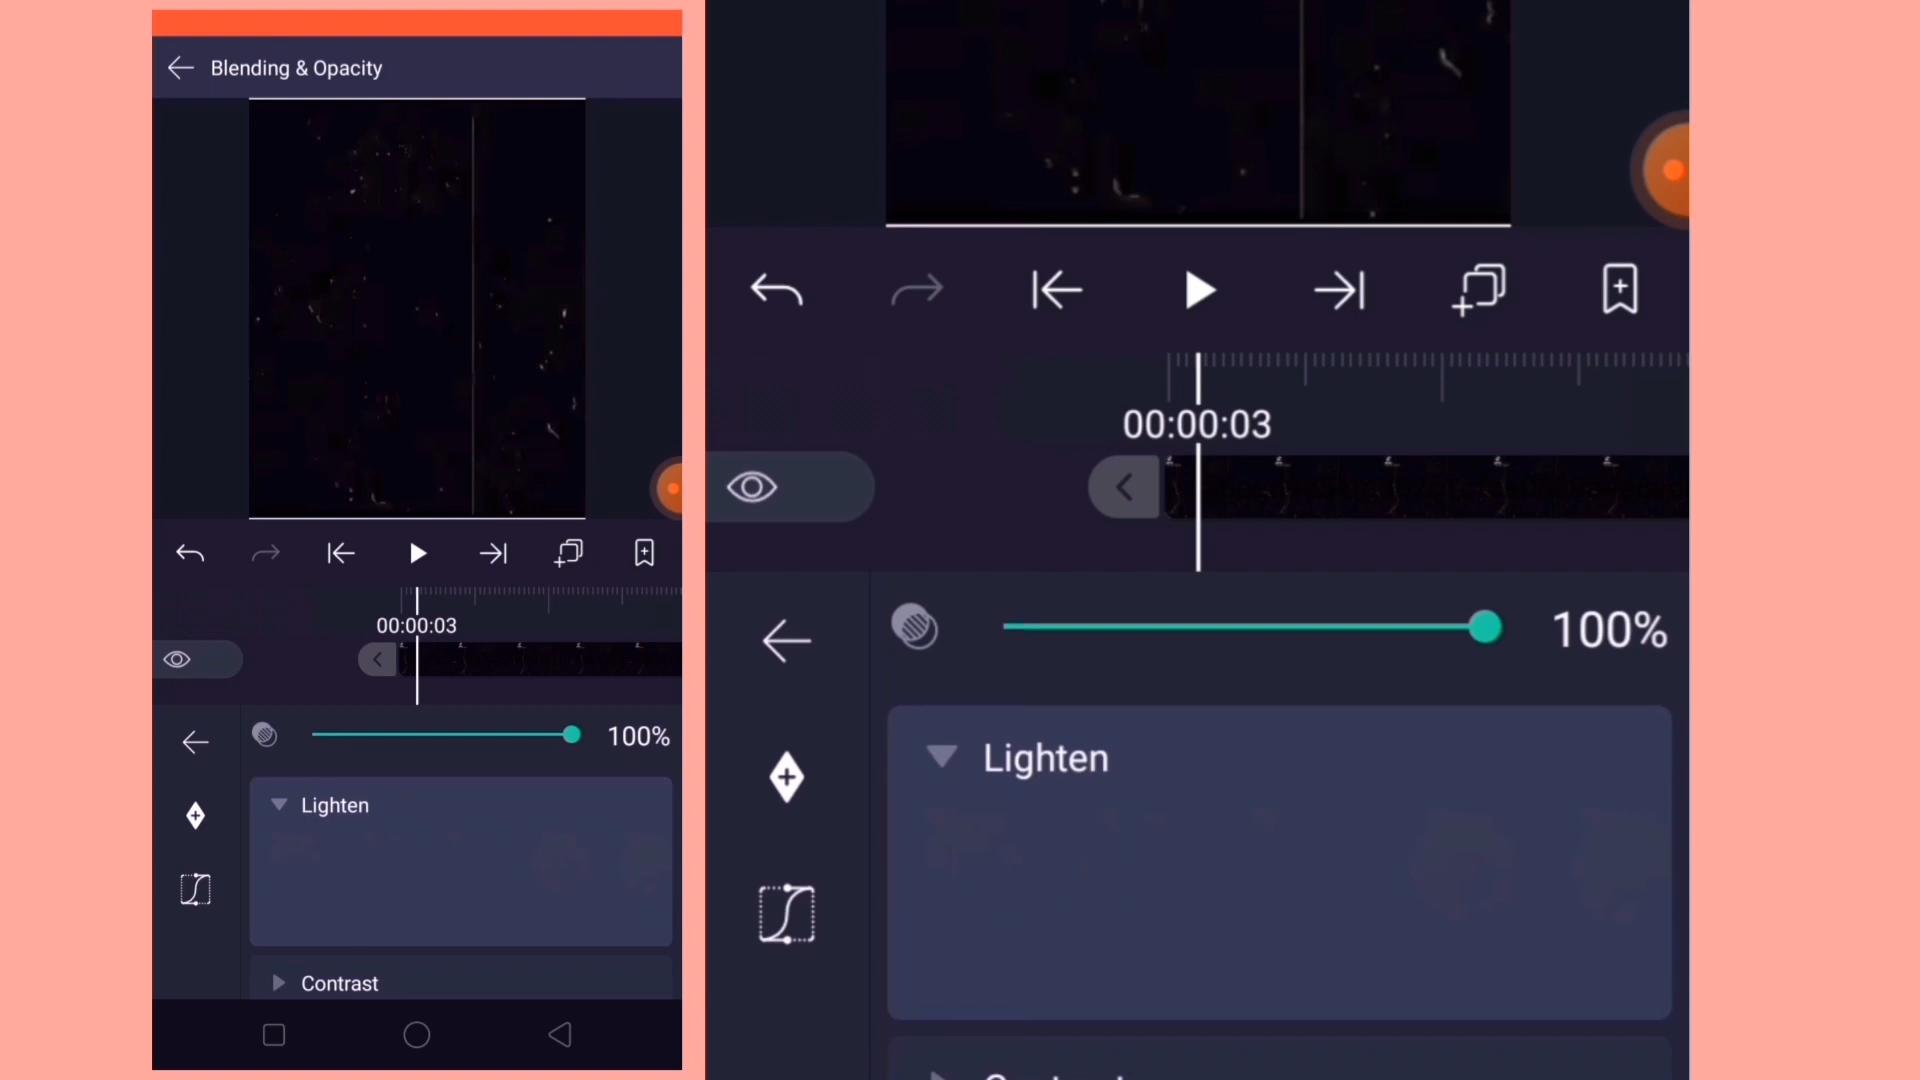 Blending & Opacity
00:00:03
100%
Lighten
Contrast
00:00:03
100%
Lighten